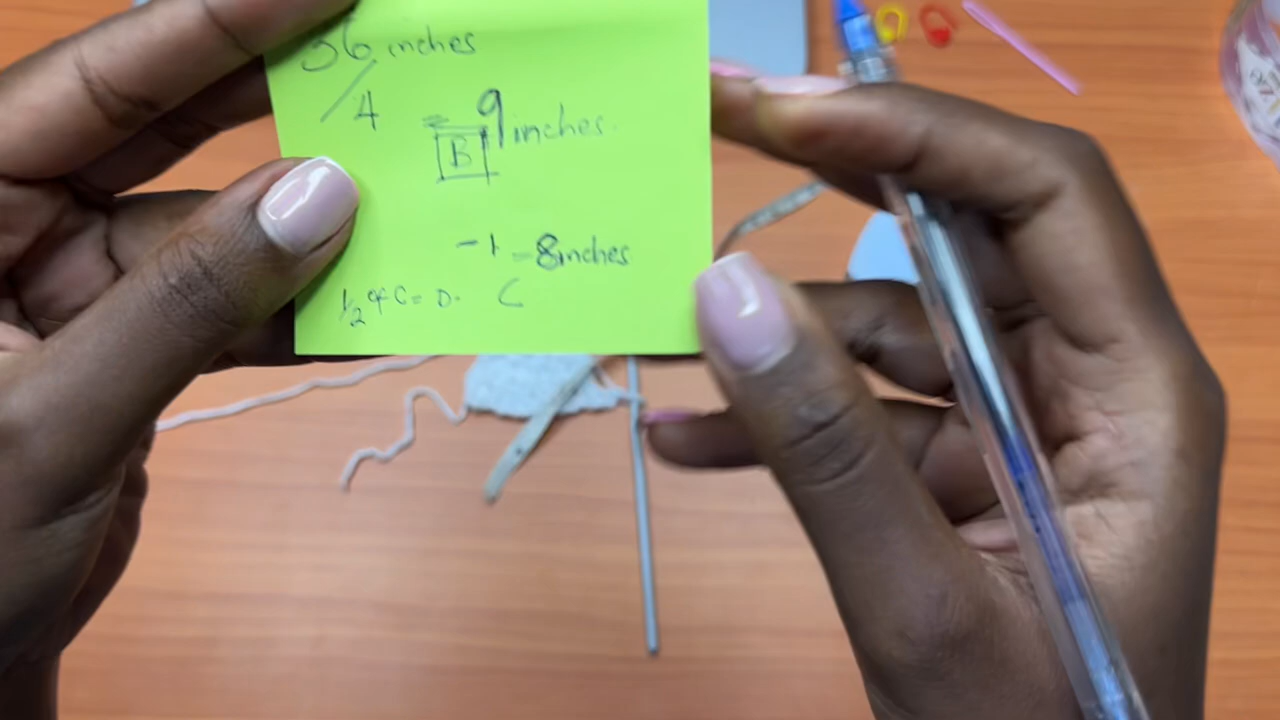 36 inches
/4
= 9 inches.
B
-1 = 8inches
1/2 of C = D. C